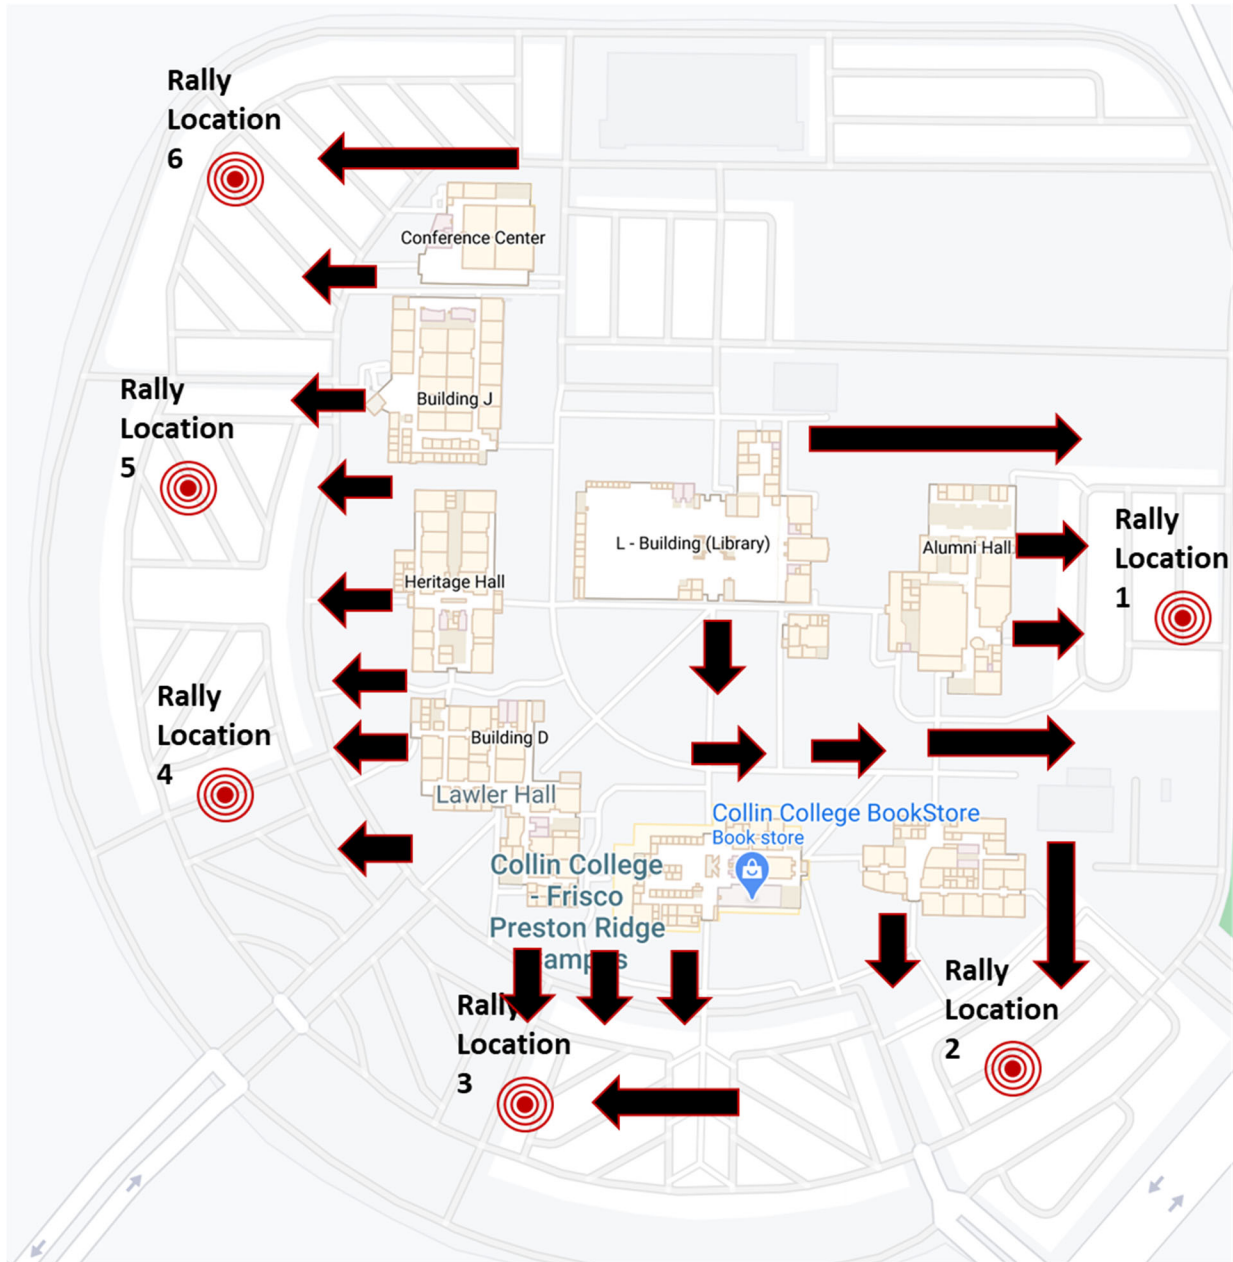 Rally
Location
6
Conference Center
Rally
Location
5
Building J
L - Building (Library)
Alumni Hall
Rally
Location
1
Heritage Hall
Rally
Location
4
Building D
Lawler Hall
Collin College BookStore
Book store
Collin College
- Frisco
Preston Ridge
ampus
Rally
Location
3
Rally
Location
2